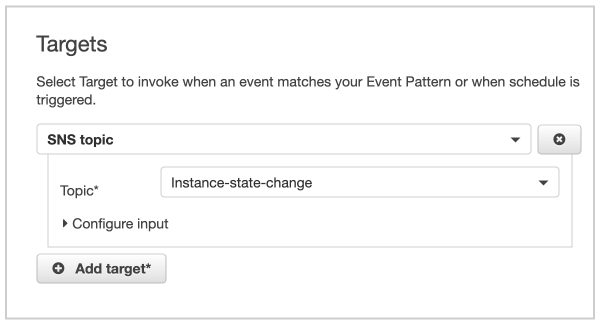 Targets
Select Target to invoke when an event matches your Event Pattern or when schedule is
triggered.
SNS topic
Topic*
Instance-state-change
Configure input
Add target*